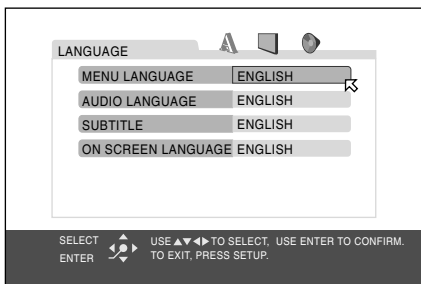 LANGUAGE
MENU LANGUAGE ENGLISH
AUDIO LANGUAGE ENGLISH
SUBTITLE ENGLISH
ON SCREEN LANGUAGE ENGLISH
SELECT USE ▲▼◀▶ TO SELECT, USE ENTER TO CONFIRM.
ENTER TO EXIT, PRESS SETUP.